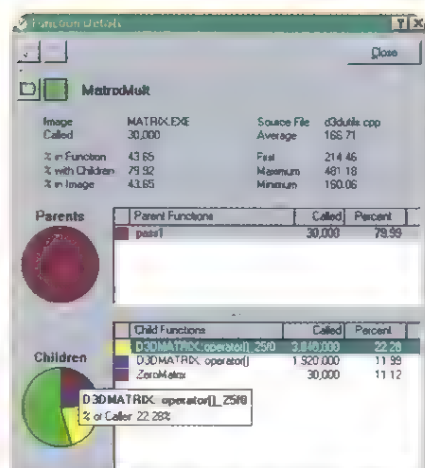 Function Details
Close
MatrixMult
Image MATRIX.EXE Source File d3dutils.cpp
Called 30,000 Average 166.71
% in Function 43.65 First 214.46
% with Children 79.92 Maximum 481.18
% in Image 43.65 Minimum 160.06
Parents
Parent Functions Called Percent
pass1 30,000 79.99
Children
Child Functions Called Percent
D3DMATRIX::operator()_25f0 3,840,000 22.28
D3DMATRIX::operator() 1,920,000 11.99
ZeroMatrix 30,000 11.12
D3DMATRIX::operator()_25f0
% of Caller: 22.28%